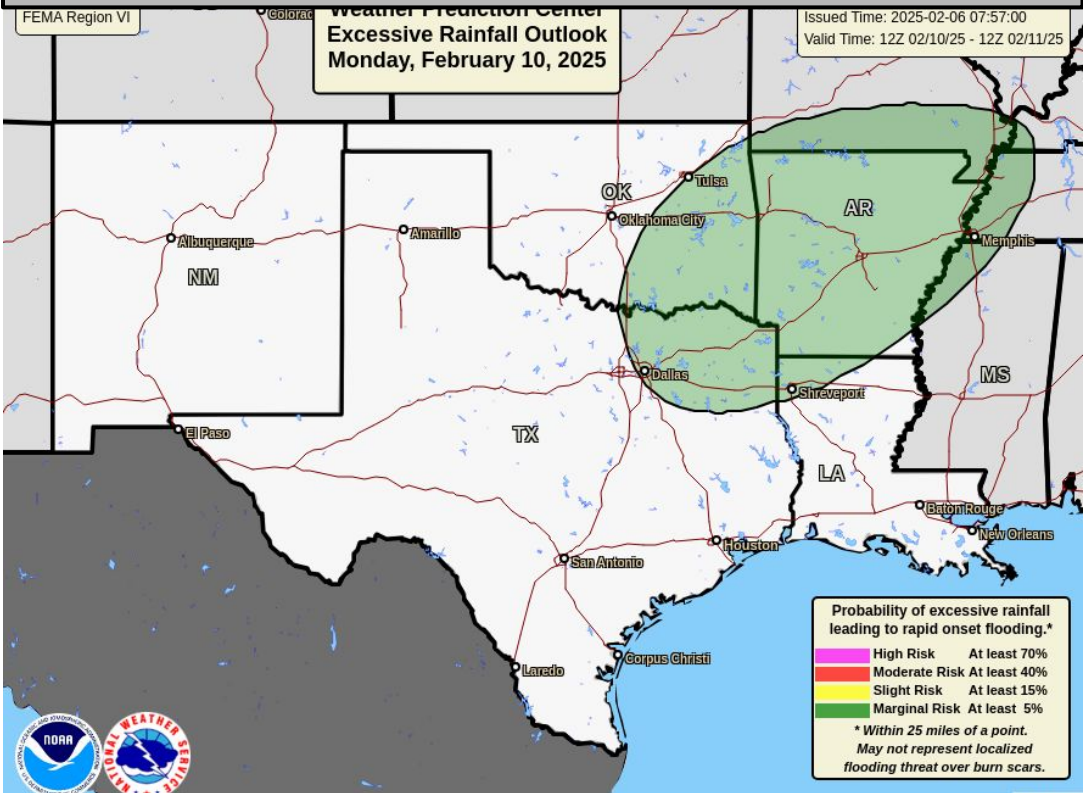 FEMA Region VI
Colorad
Weather Prediction Center
Excessive Rainfall Outlook
Monday, February 10, 2025
Issued Time: 2025-02-06 07:57:00
Valid Time: 12Z 02/10/25 - 12Z 02/11/25
Tulsa
OK
Oklahoma City
AR
Albuquerque
Amarillo
Memphis
NM
Dallas
MS
Shreveport
El Paso
TX
LA
Baton Rouge
New Orleans
Houston
San Antonio
Corpus Christi
Laredo
Probability of excessive rainfall
leading to rapid onset flooding.*
High Risk At least 70%
Moderate Risk At least 40%
Slight Risk At least 15%
Marginal Risk At least 5%
* Within 25 miles of a point.
May not represent localized
flooding threat over burn scars.
NOAA
NATIONAL WEATHER SERVICE